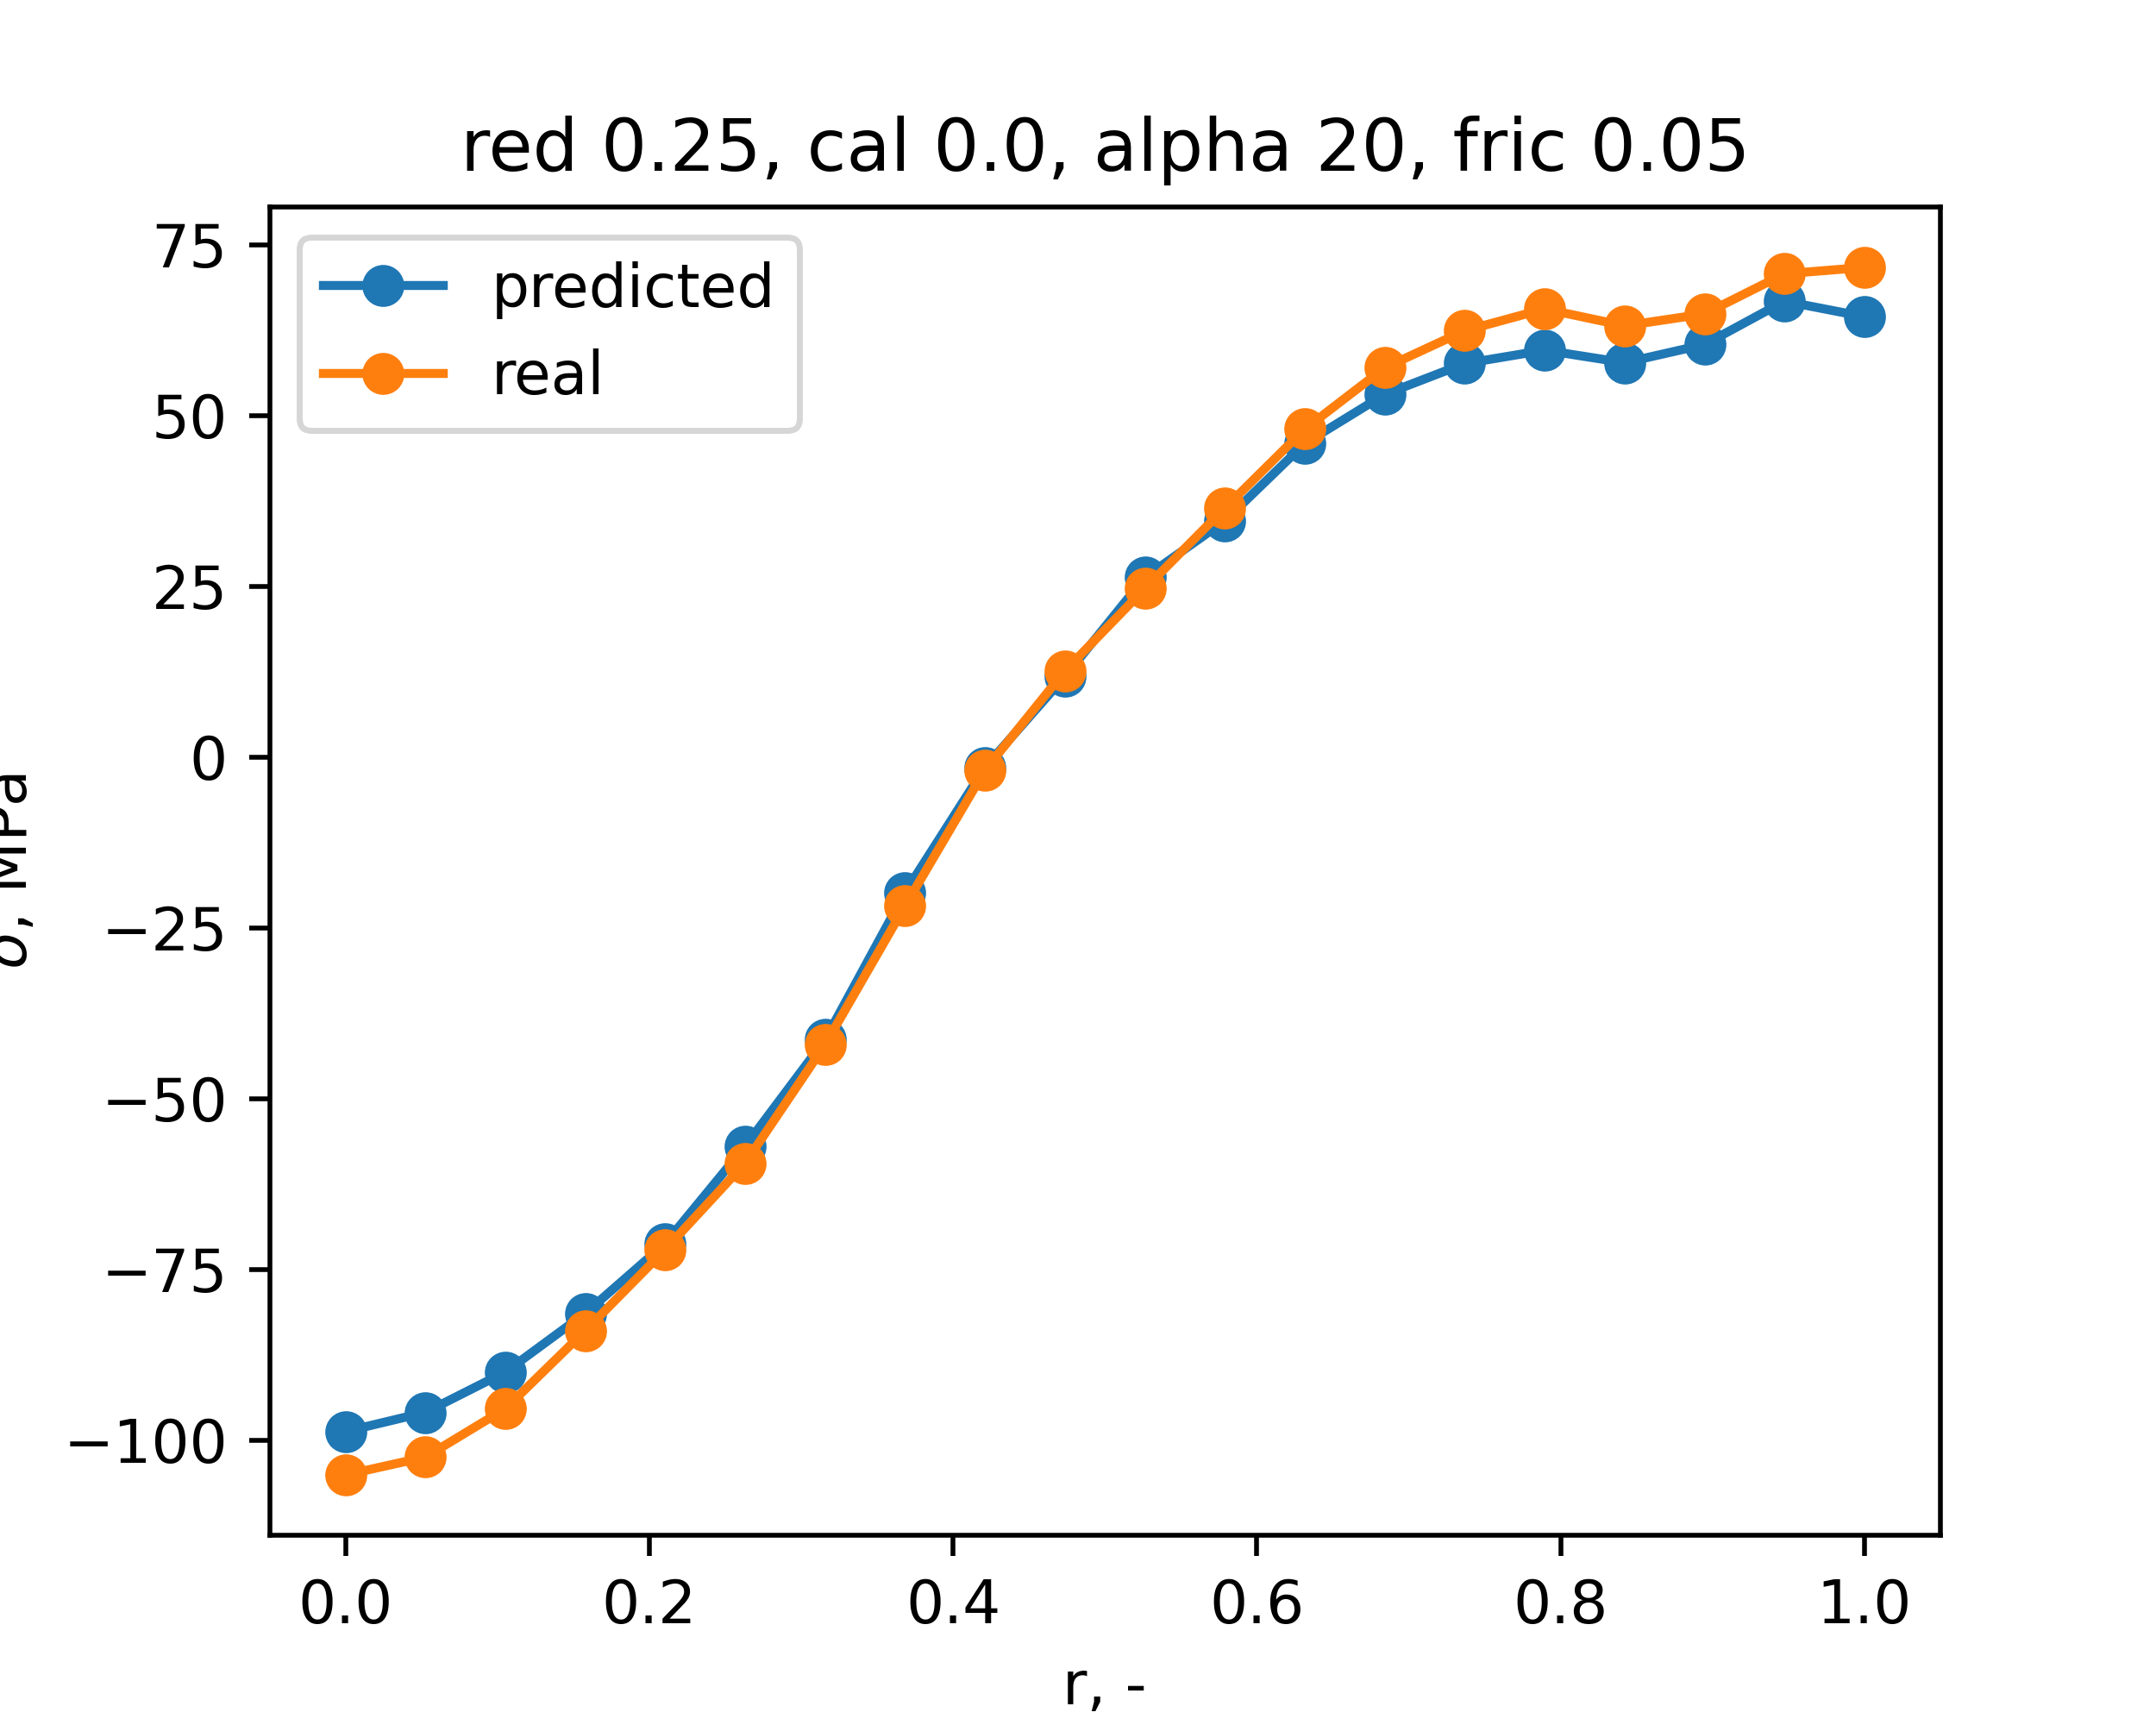 red 0.25, cal 0.0, alpha 20, fric 0.05
predicted
real
75
50
25
0
−25
−50
−75
−100
σ, MPa
0.0 0.2 0.4 0.6 0.8 1.0
r, -